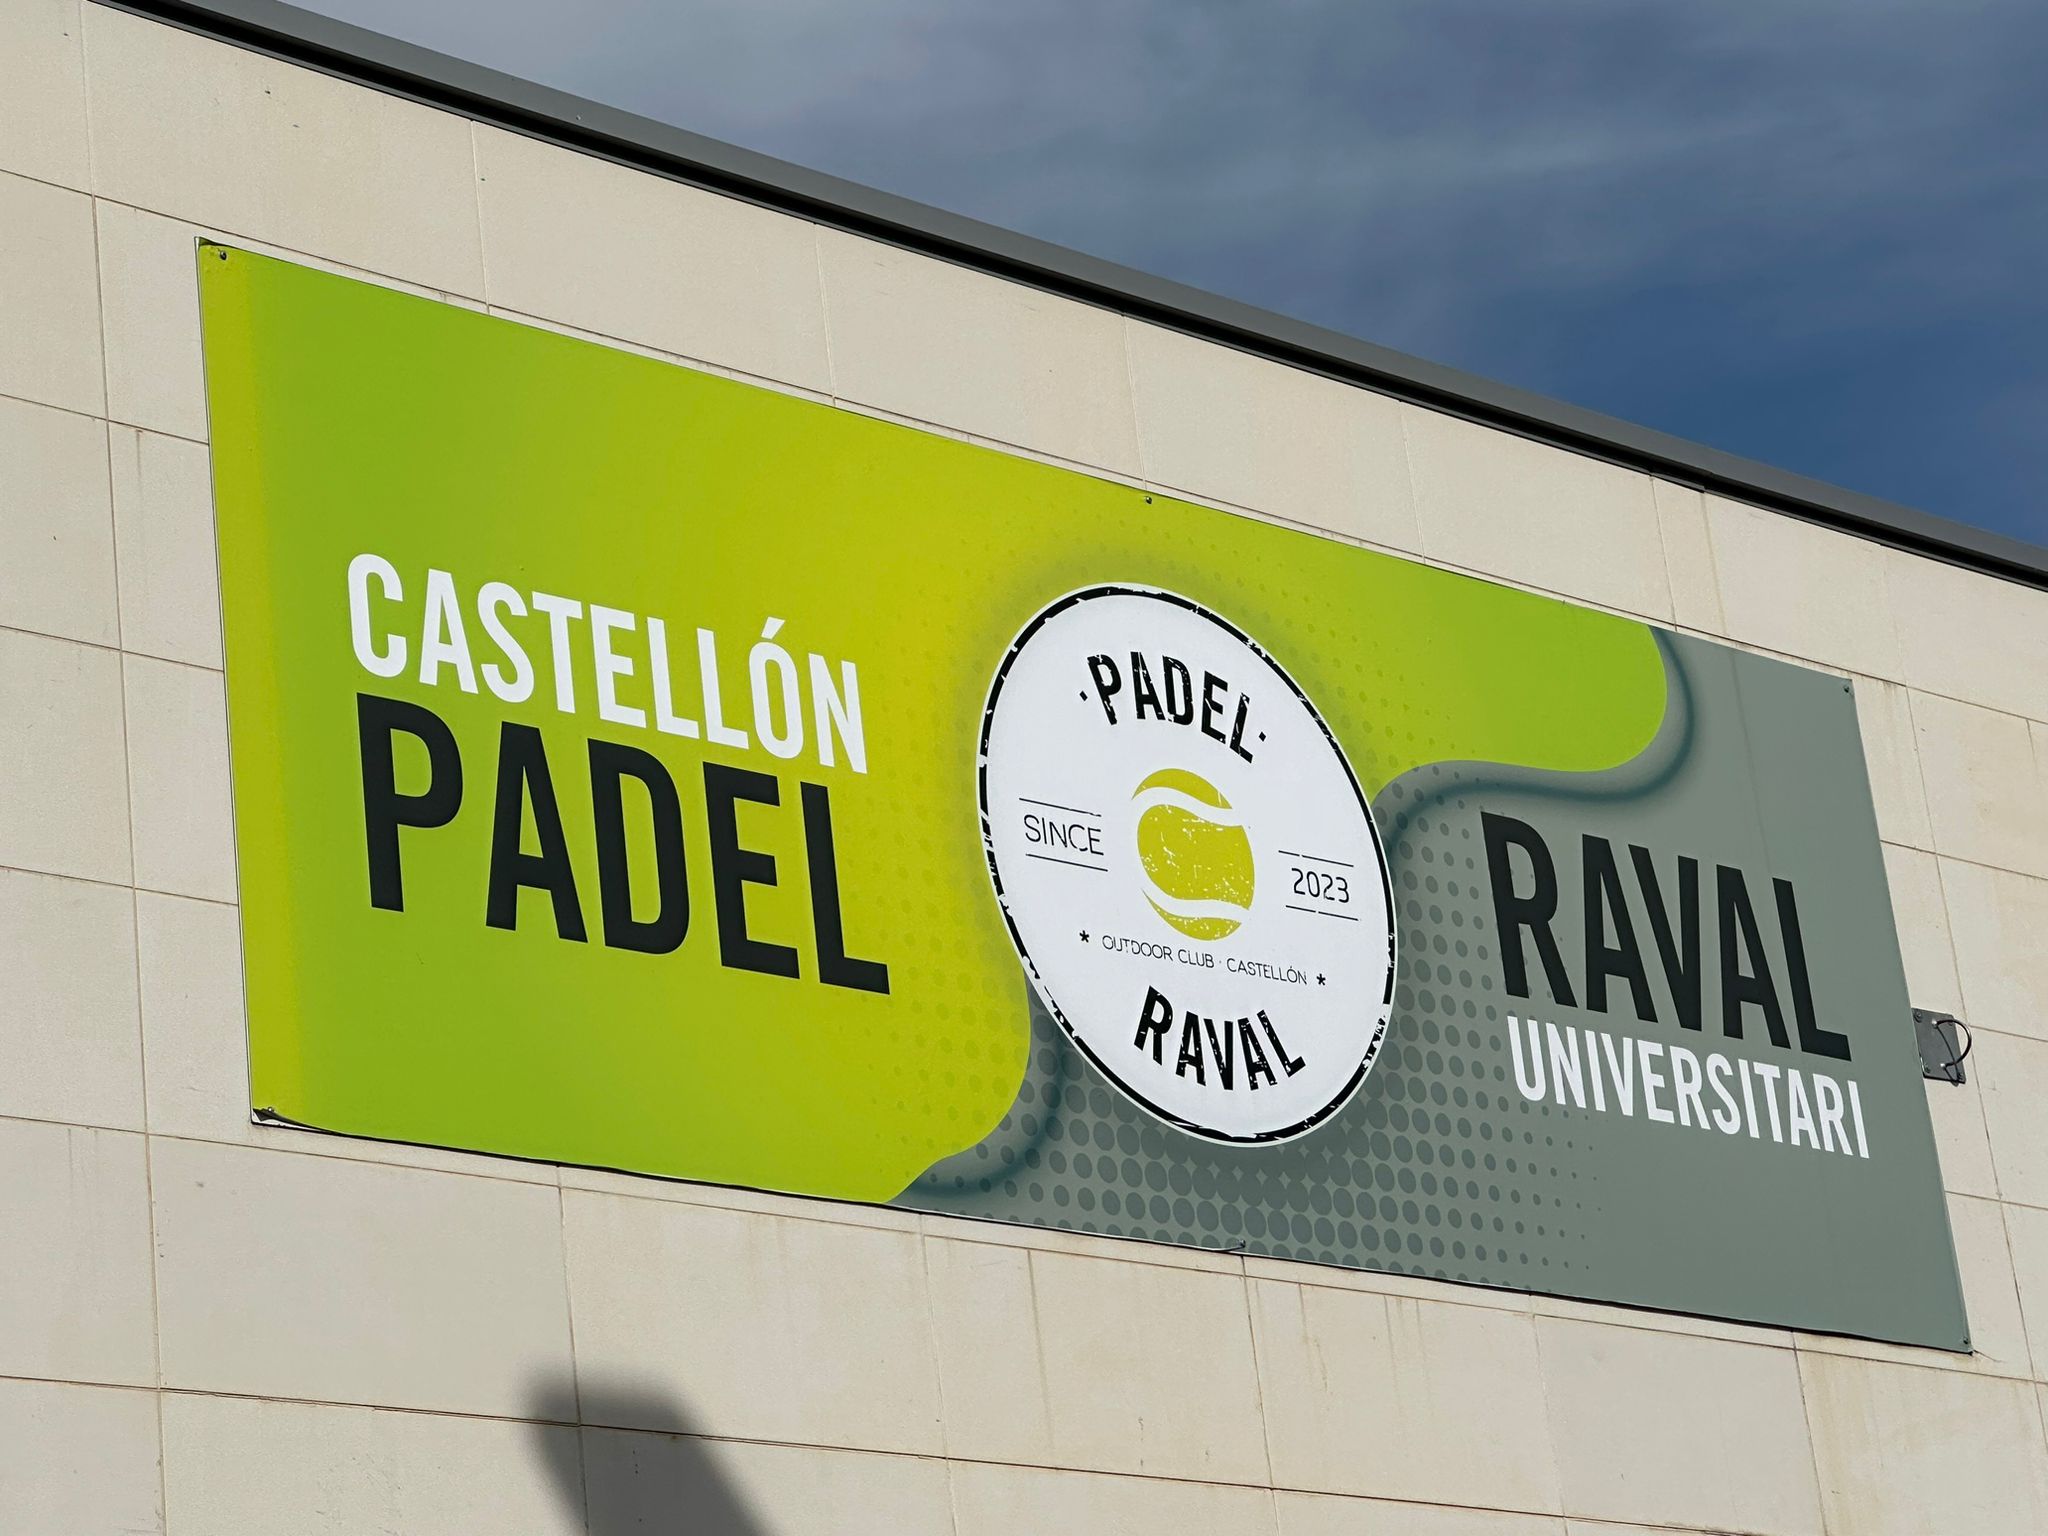 CASTELLÓN
PADEL
· PADEL ·
SINCE
2023
* OUTDOOR CLUB · CASTELLÓN *
RAVAL
RAVAL
UNIVERSITARI